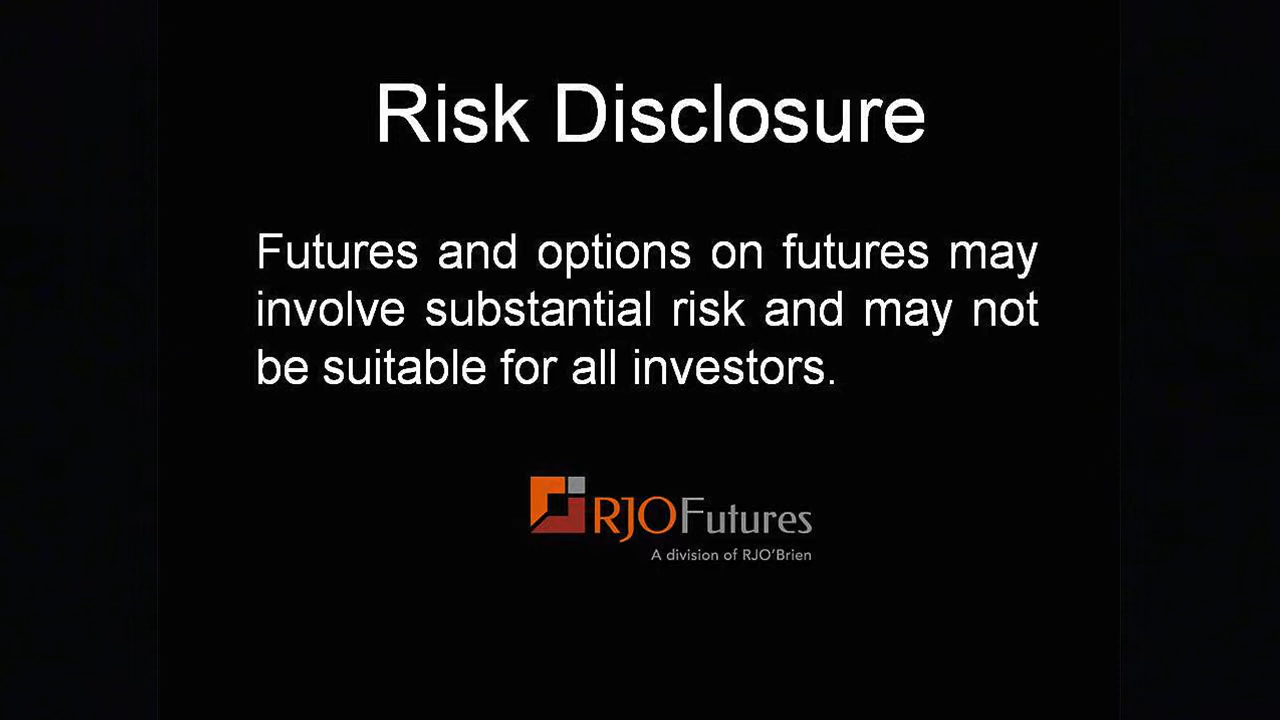 Risk Disclosure
Futures and options on futures may
involve substantial risk and may not
be suitable for all investors.
RJOFutures
A division of RJO'Brien